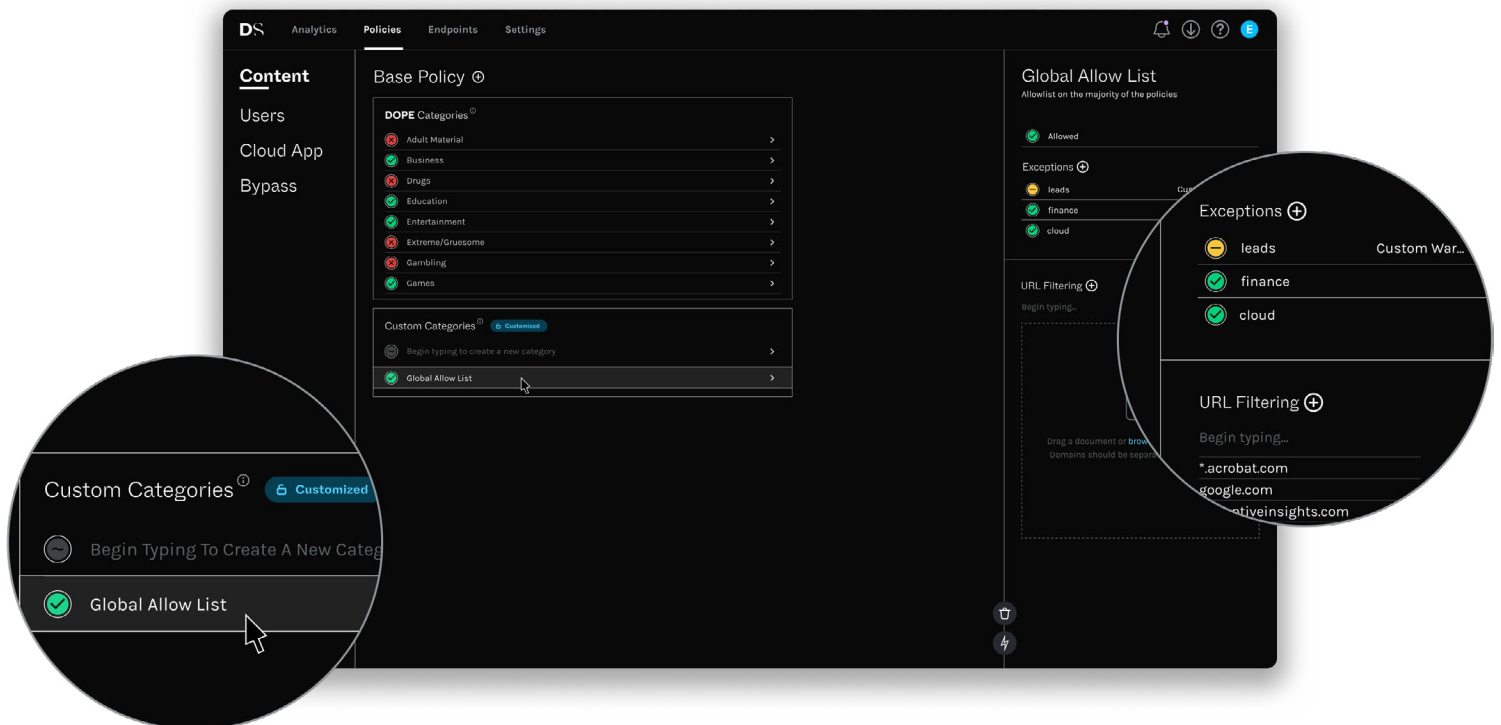 DS Analytics Policies Endpoints Settings E
Content
Users
Cloud App
Bypass
Base Policy
DOPE Categories
Adult Material
Business
Drugs
Education
Entertainment
Extreme/Gruesome
Gambling
Games
Custom Categories Customized
Begin typing to create a new category
Global Allow List
Global Allow List
Allowlist on the majority of the policies
Allowed
Exceptions
leads
finance
cloud
URL Filtering
Begin typing...
Drag a document or
Domains should be
Exceptions
leads Custom War...
finance
cloud
URL Filtering
Begin typing...
*.acrobat.com
google.com
Custom Categories Customized
Begin Typing To Create A New
Global Allow List